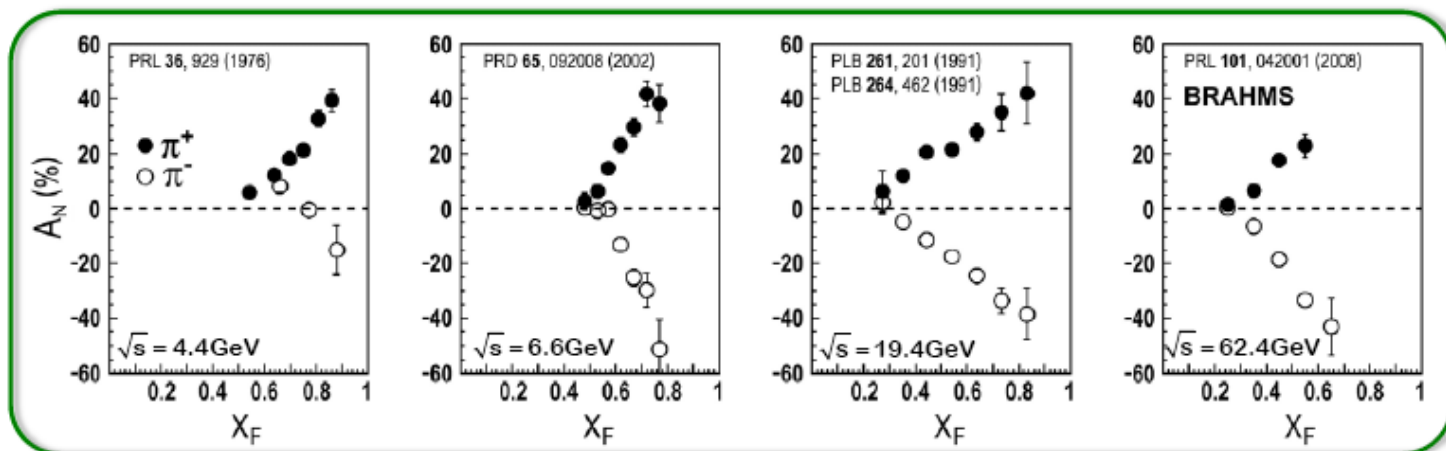 PRL 36, 929 (1976)
π+
π-
A_N (%)
60
40
20
0
-20
-40
-60
√s = 4.4GeV
0.2 0.4 0.6 0.8 1
X_F
PRD 65, 092008 (2002)
60
40
20
0
-20
-40
-60
√s = 6.6GeV
0.2 0.4 0.6 0.8 1
X_F
PLB 261, 201 (1991)
PLB 264, 462 (1991)
60
40
20
0
-20
-40
-60
√s = 19.4GeV
0.2 0.4 0.6 0.8 1
X_F
PRL 101, 042001 (2008)
BRAHMS
60
40
20
0
-20
-40
-60
√s = 62.4GeV
0.2 0.4 0.6 0.8 1
X_F